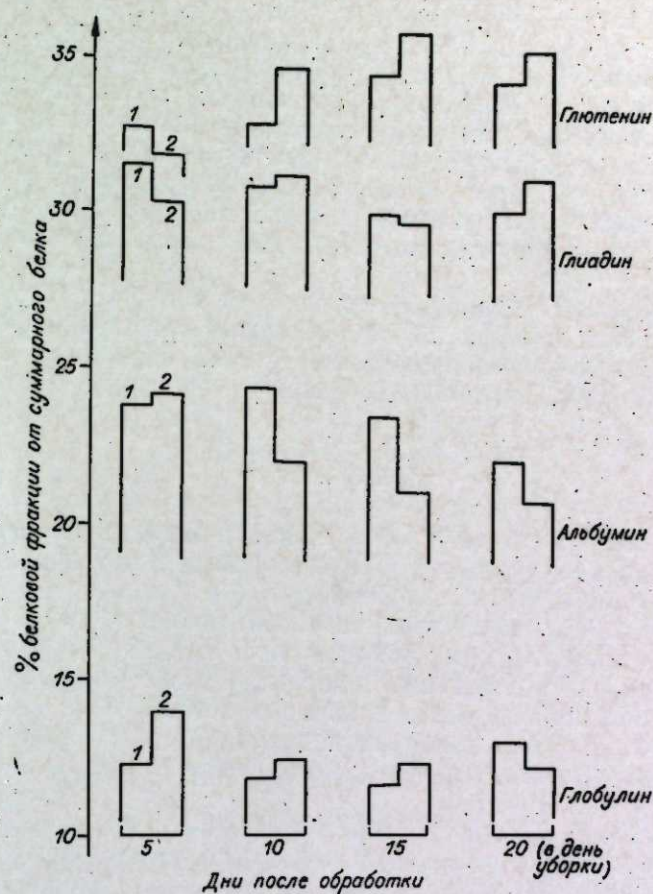 35
Глютенин
1
2
1
30
2
Глиадин
% белковой фракции от суммарного белка
25
1 2
20
Альбумин
15
2
1
Глобулин
10
5 10 15 20 (в день
уборки)
Дни после обработки